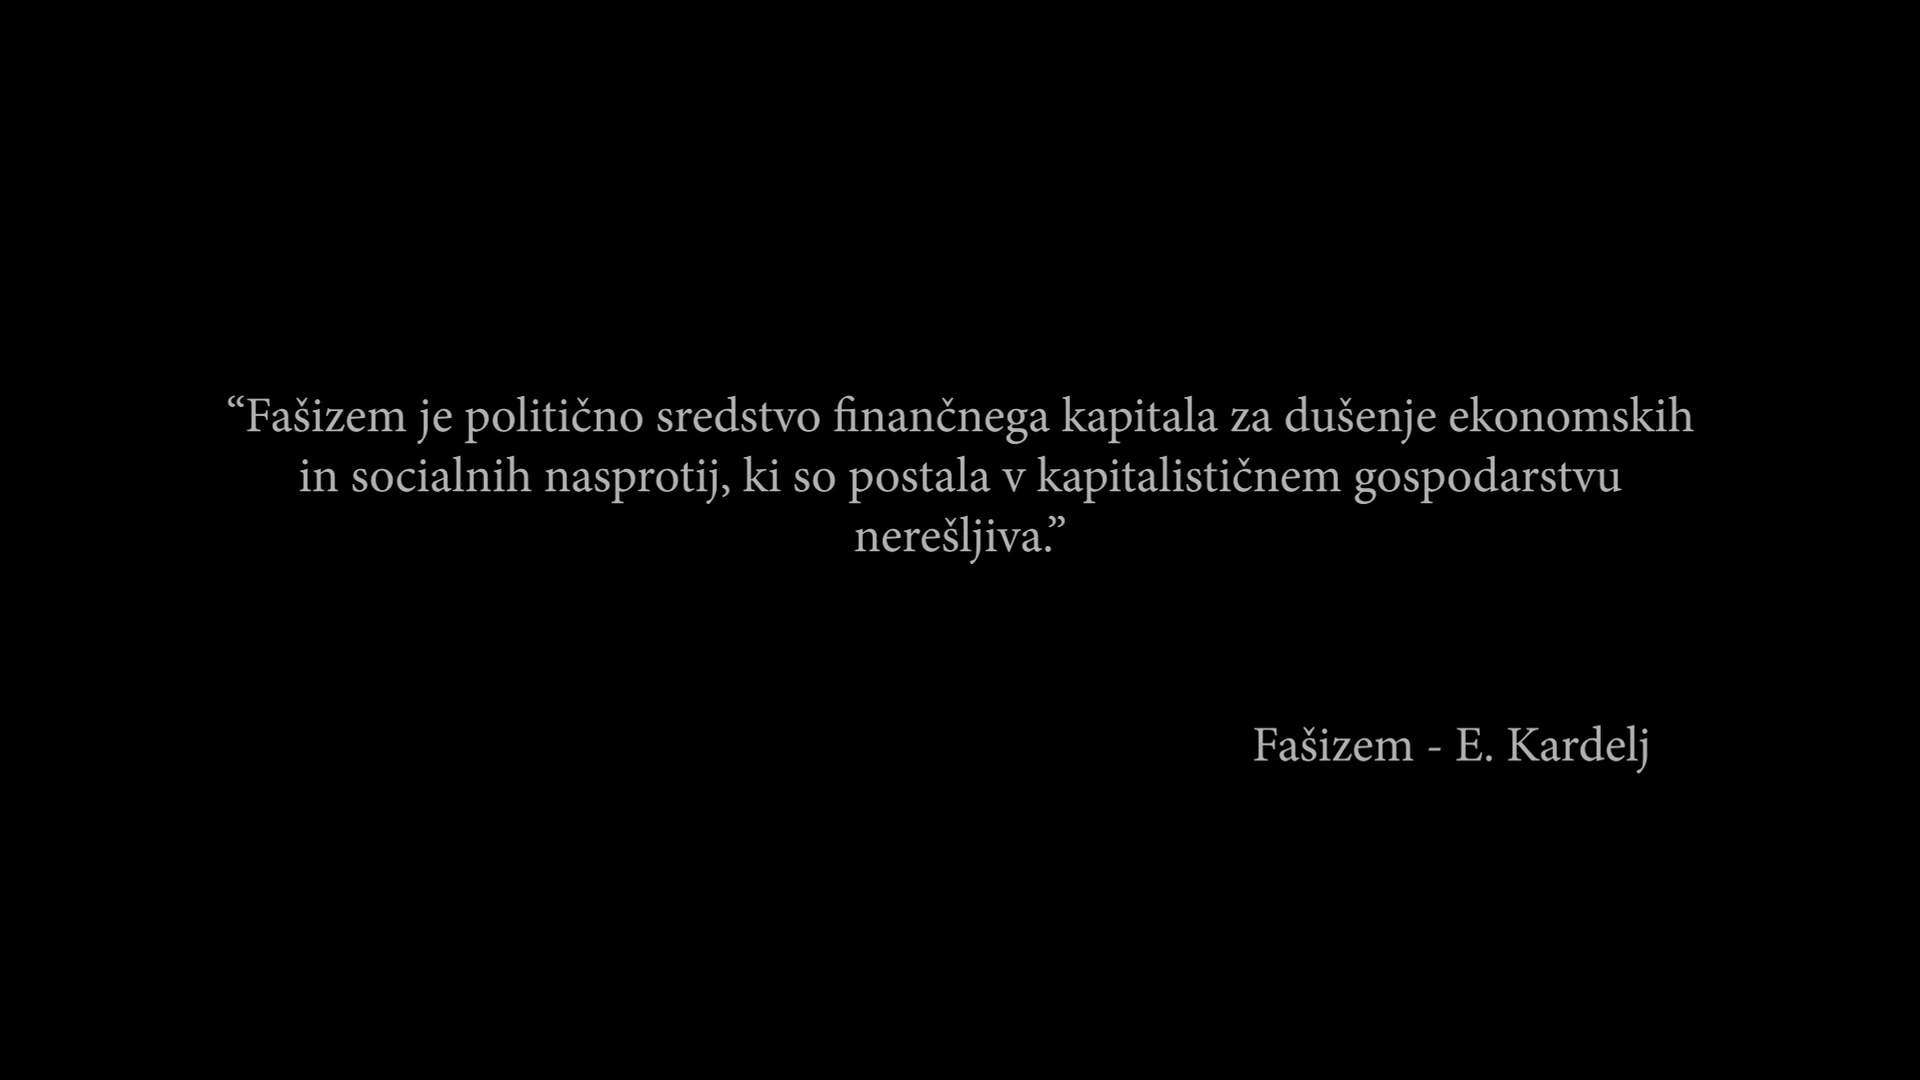 “Fašizem je politično sredstvo finančnega kapitala za dušenje ekonomskih
in socialnih nasprotij, ki so postala v kapitalističnem gospodarstvu
nerešljiva.”
Fašizem - E. Kardelj